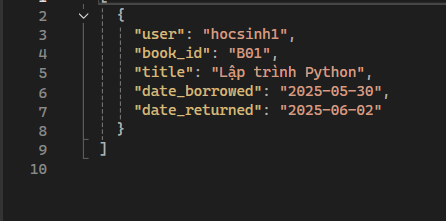 [
2 {
3 "user": "hocsinh1",
4 "book_id": "B01",
5 "title": "Lập trình Python",
6 "date_borrowed": "2025-05-30",
7 "date_returned": "2025-06-02"
8 }
9 ]
10